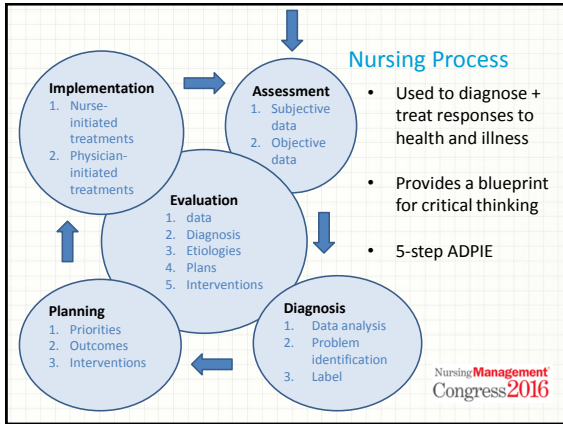 Nursing Process
Implementation
1. Nurse-
initiated
treatments
2. Physician-
initiated
treatments
Assessment
1. Subjective
data
2. Objective
data
Evaluation
1. data
2. Diagnosis
3. Etiologies
4. Plans
5. Interventions
Planning
1. Priorities
2. Outcomes
3. Interventions
Diagnosis
1. Data analysis
2. Problem
identification
3. Label
• Used to diagnose +
treat responses to
health and illness
• Provides a blueprint
for critical thinking
• 5-step ADPIE
NursingManagement®
Congress2016